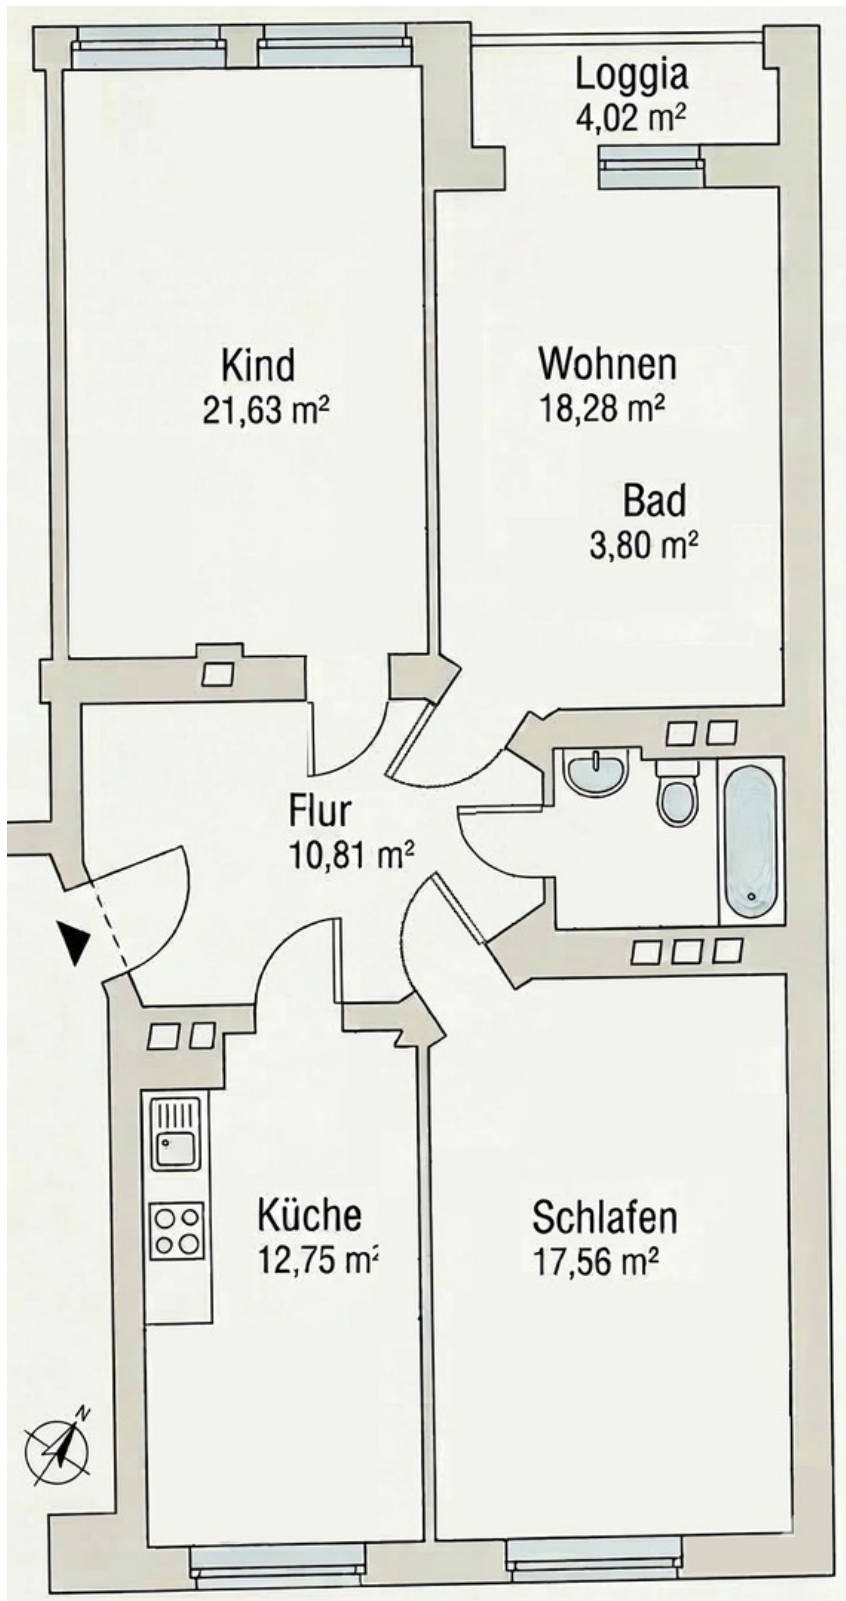 Loggia
4,02 m²
Kind
21,63 m²
Wohnen
18,28 m²
Bad
3,80 m²
Flur
10,81 m²
Küche
12,75 m²
Schlafen
17,56 m²
N